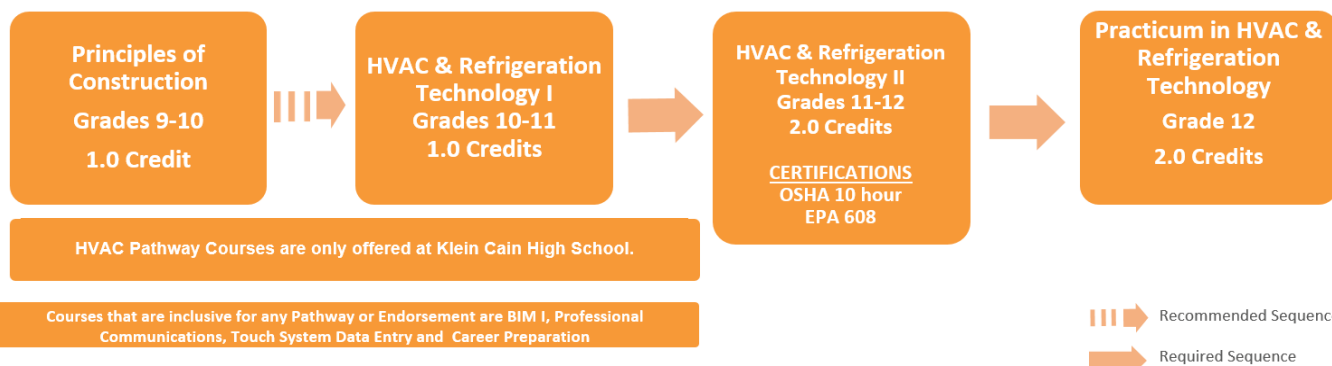 Principles of
Construction
Grades 9-10
1.0 Credit
HVAC & Refrigeration
Technology I
Grades 10-11
1.0 Credits
HVAC & Refrigeration
Technology II
Grades 11-12
2.0 Credits
CERTIFICATIONS
OSHA 10 hour
EPA 608
Practicum in HVAC &
Refrigeration
Technology
Grade 12
2.0 Credits
HVAC Pathway Courses are only offered at Klein Cain High School.
Courses that are inclusive for any Pathway or Endorsement are BIM I, Professional
Communications, Touch System Data Entry and Career Preparation
Recommended Sequenc
Required Sequence